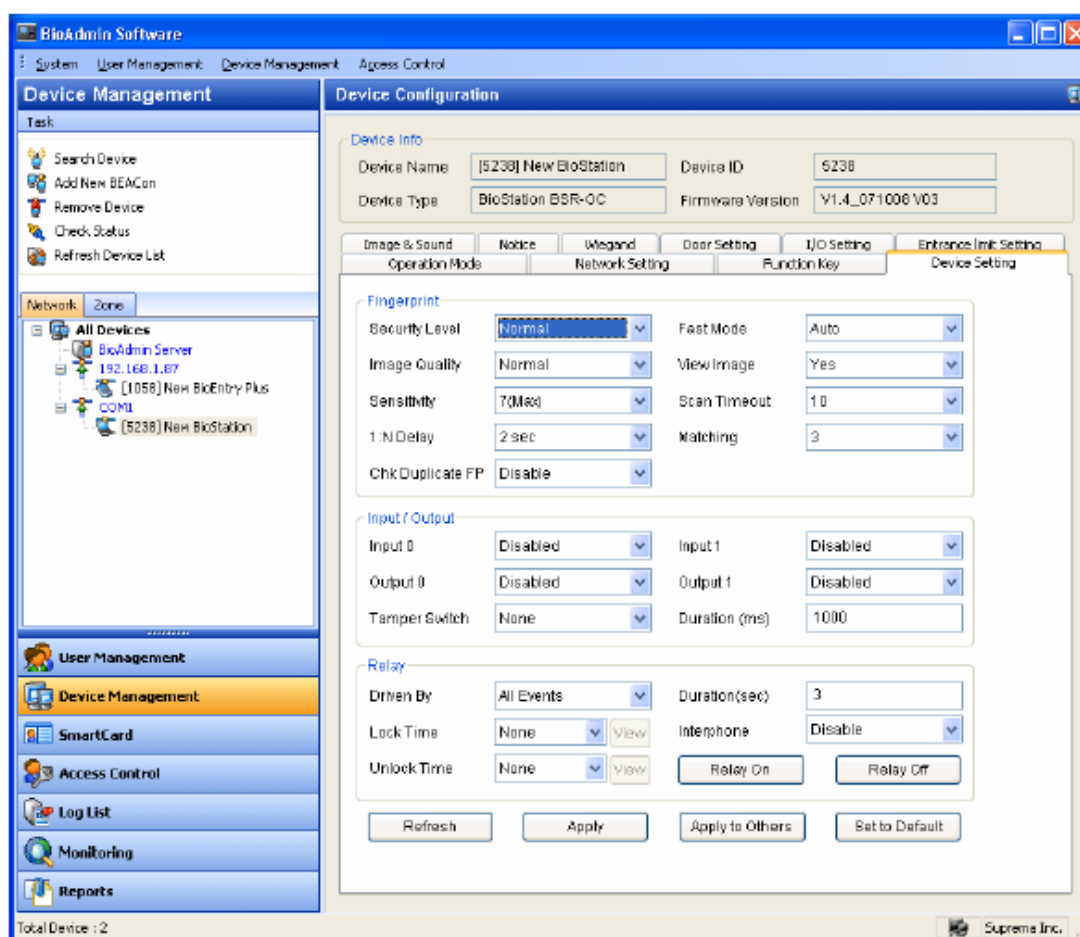 BioAdmin Software
System User Management Device Management Access Control
Device Management
Task
Search Device
Add New BEACon
Remove Device
Check Status
Refresh Device List
Network Zone
All Devices
BioAdmin Server
192.168.1.87
[1058] New BioEntry Plus
COM1
[5238] New BioStation
User Management
Device Management
SmartCard
Access Control
Log List
Monitoring
Reports
Device Configuration
Device Info
Device Name [5238] New BioStation Device ID 5238
Device Type BioStation BSR-OC Firmware Version V1.4_071008 V03
Image & Sound Notice Wiegand Door Setting I/O Setting Entrance limit Setting
Operation Mode Network Setting Function Key Device Setting
Fingerprint
Security Level Normal Fast Mode Auto
Image Quality Normal View Image Yes
Sensitivity 7(Max) Scan Timeout 10
1:N Delay 2 sec Matching 3
Chk Duplicate FP Disable
Input / Output
Input 0 Disabled Input 1 Disabled
Output 0 Disabled Output 1 Disabled
Tamper Switch None Duration (ms) 1000
Relay
Driven By All Events Duration(sec) 3
Lock Time None View Interphone Disable
Unlock Time None View Relay On Relay Off
Refresh Apply Apply to Others Set to Default
Total Device : 2 Suprema Inc.